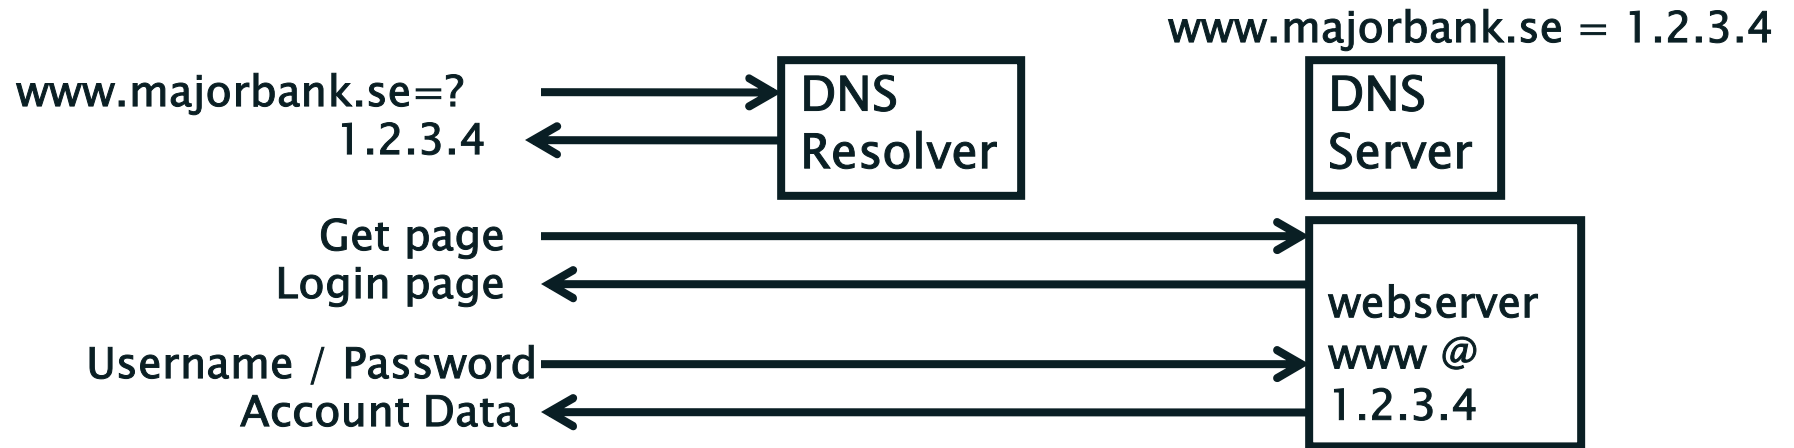 www.majorbank.se = 1.2.3.4
www.majorbank.se=?
1.2.3.4
DNS
Resolver
DNS
Server
Get page
Login page
Username / Password
Account Data
webserver
www @
1.2.3.4